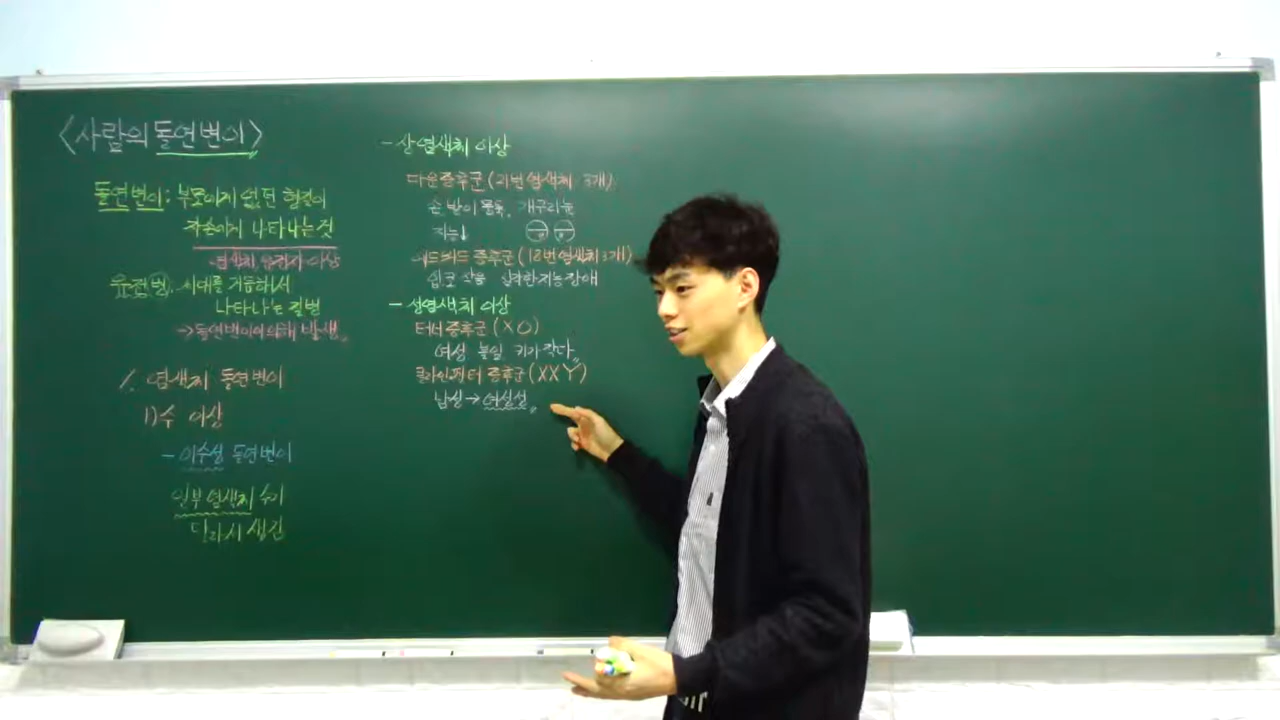 <사람의 돌연변이>
돌연변이: 부모에게 없던 형질이
자손에게 나타나는 것
염색체, 유전자 이상
유전병: 세대를 거듭해서
나타나는 질병
→돌연변이에 의해 발생.
1. 염색체 돌연변이
1)수 이상
- 이수성 돌연변이
일부 염색체 수가
달라서 생김
- 상염색체 이상
다운증후군(21번 염색체 3개)
손 발이 뭉툭, 개구리눈
지능↓
에드워드 증후군(18번 염색체 3개)
입코 작음 심각한 지능장애
- 성염색체 이상
터너증후군(XO)
여성 불임 키가 작다.
클라인펠터 증후군(XXY)
남성→여성성.